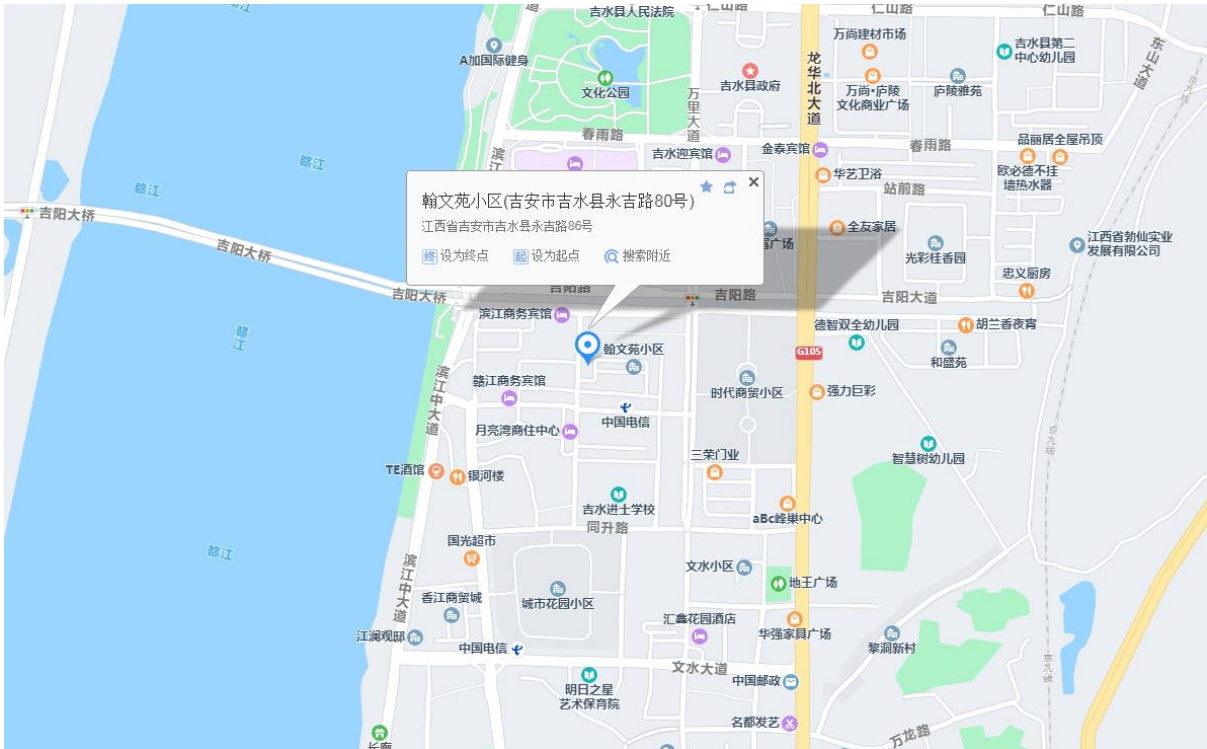 吉水县人民法院
仁山路
仁山路
仁山路
万尚建材市场
吉水县第二
中心幼儿园
东山大道
A加国际健身
文化公园
吉水县政府
万里大道
龙华北大道
万尚·庐陵
文化商业广场
庐陵雅苑
京九线
赣江
春雨路
滨江
吉水迎宾馆
金泰宾馆
春雨路
品丽居全屋吊顶
欧必德不挂
墙热水器
华艺卫浴
站前路
赣江
翰文苑小区(吉安市吉水县永吉路80号)
江西省吉安市吉水县永吉路86号
终 设为终点
起 设为起点
搜索附近
吉阳大桥
吉阳大桥
吉阳大桥
广场
全友家居
光彩桂香园
江西省勃仙实业
发展有限公司
忠义厨房
吉阳路
吉阳路
吉阳大道
滨江商务宾馆
德智双全幼儿园
胡兰香夜宵
赣江
翰文苑小区
G105
和盛苑
赣江商务宾馆
时代商贸小区
强力巨彩
滨江中大道
中国电信
月亮湾商住中心
京九线
三荣门业
智慧树幼儿园
TE酒馆
银河楼
吉水进士学校
aBc峰巢中心
同升路
赣江
国光超市
滨江中大道
文水小区
地王广场
香江商贸城
城市花园小区
汇鑫花园酒店
华强家具广场
江澜观邸
中国电信
黎洞新村
文水大道
京九线
明日之星
艺术保育院
中国邮政
名都发艺
万龙路
长廊